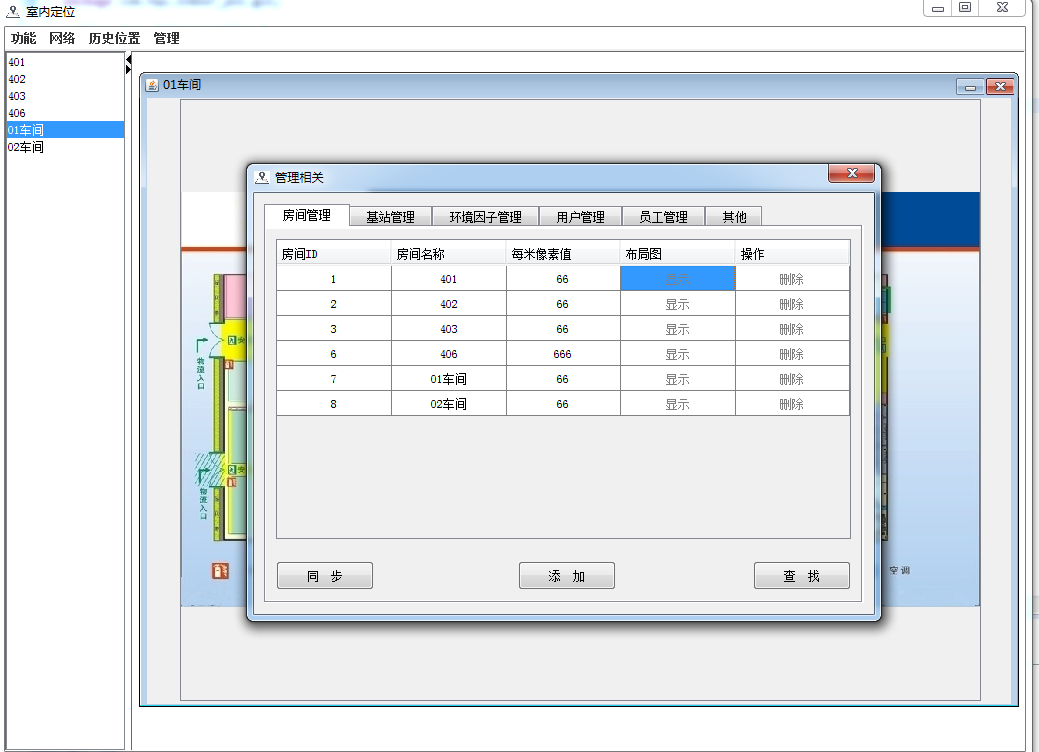 室内定位
功能 网络 历史位置 管理
401
402
403
406
01车间
02车间
01车间
管理相关
房间管理 基站管理 环境因子管理 用户管理 员工管理 其他
房间ID 房间名称 每米像素值 布局图 操作
1 401 66 显示 删除
2 402 66 显示 删除
3 403 66 显示 删除
6 406 666 显示 删除
7 01车间 66 显示 删除
8 02车间 66 显示 删除
同 步 添 加 查 找
物流入口
物流入口
空调